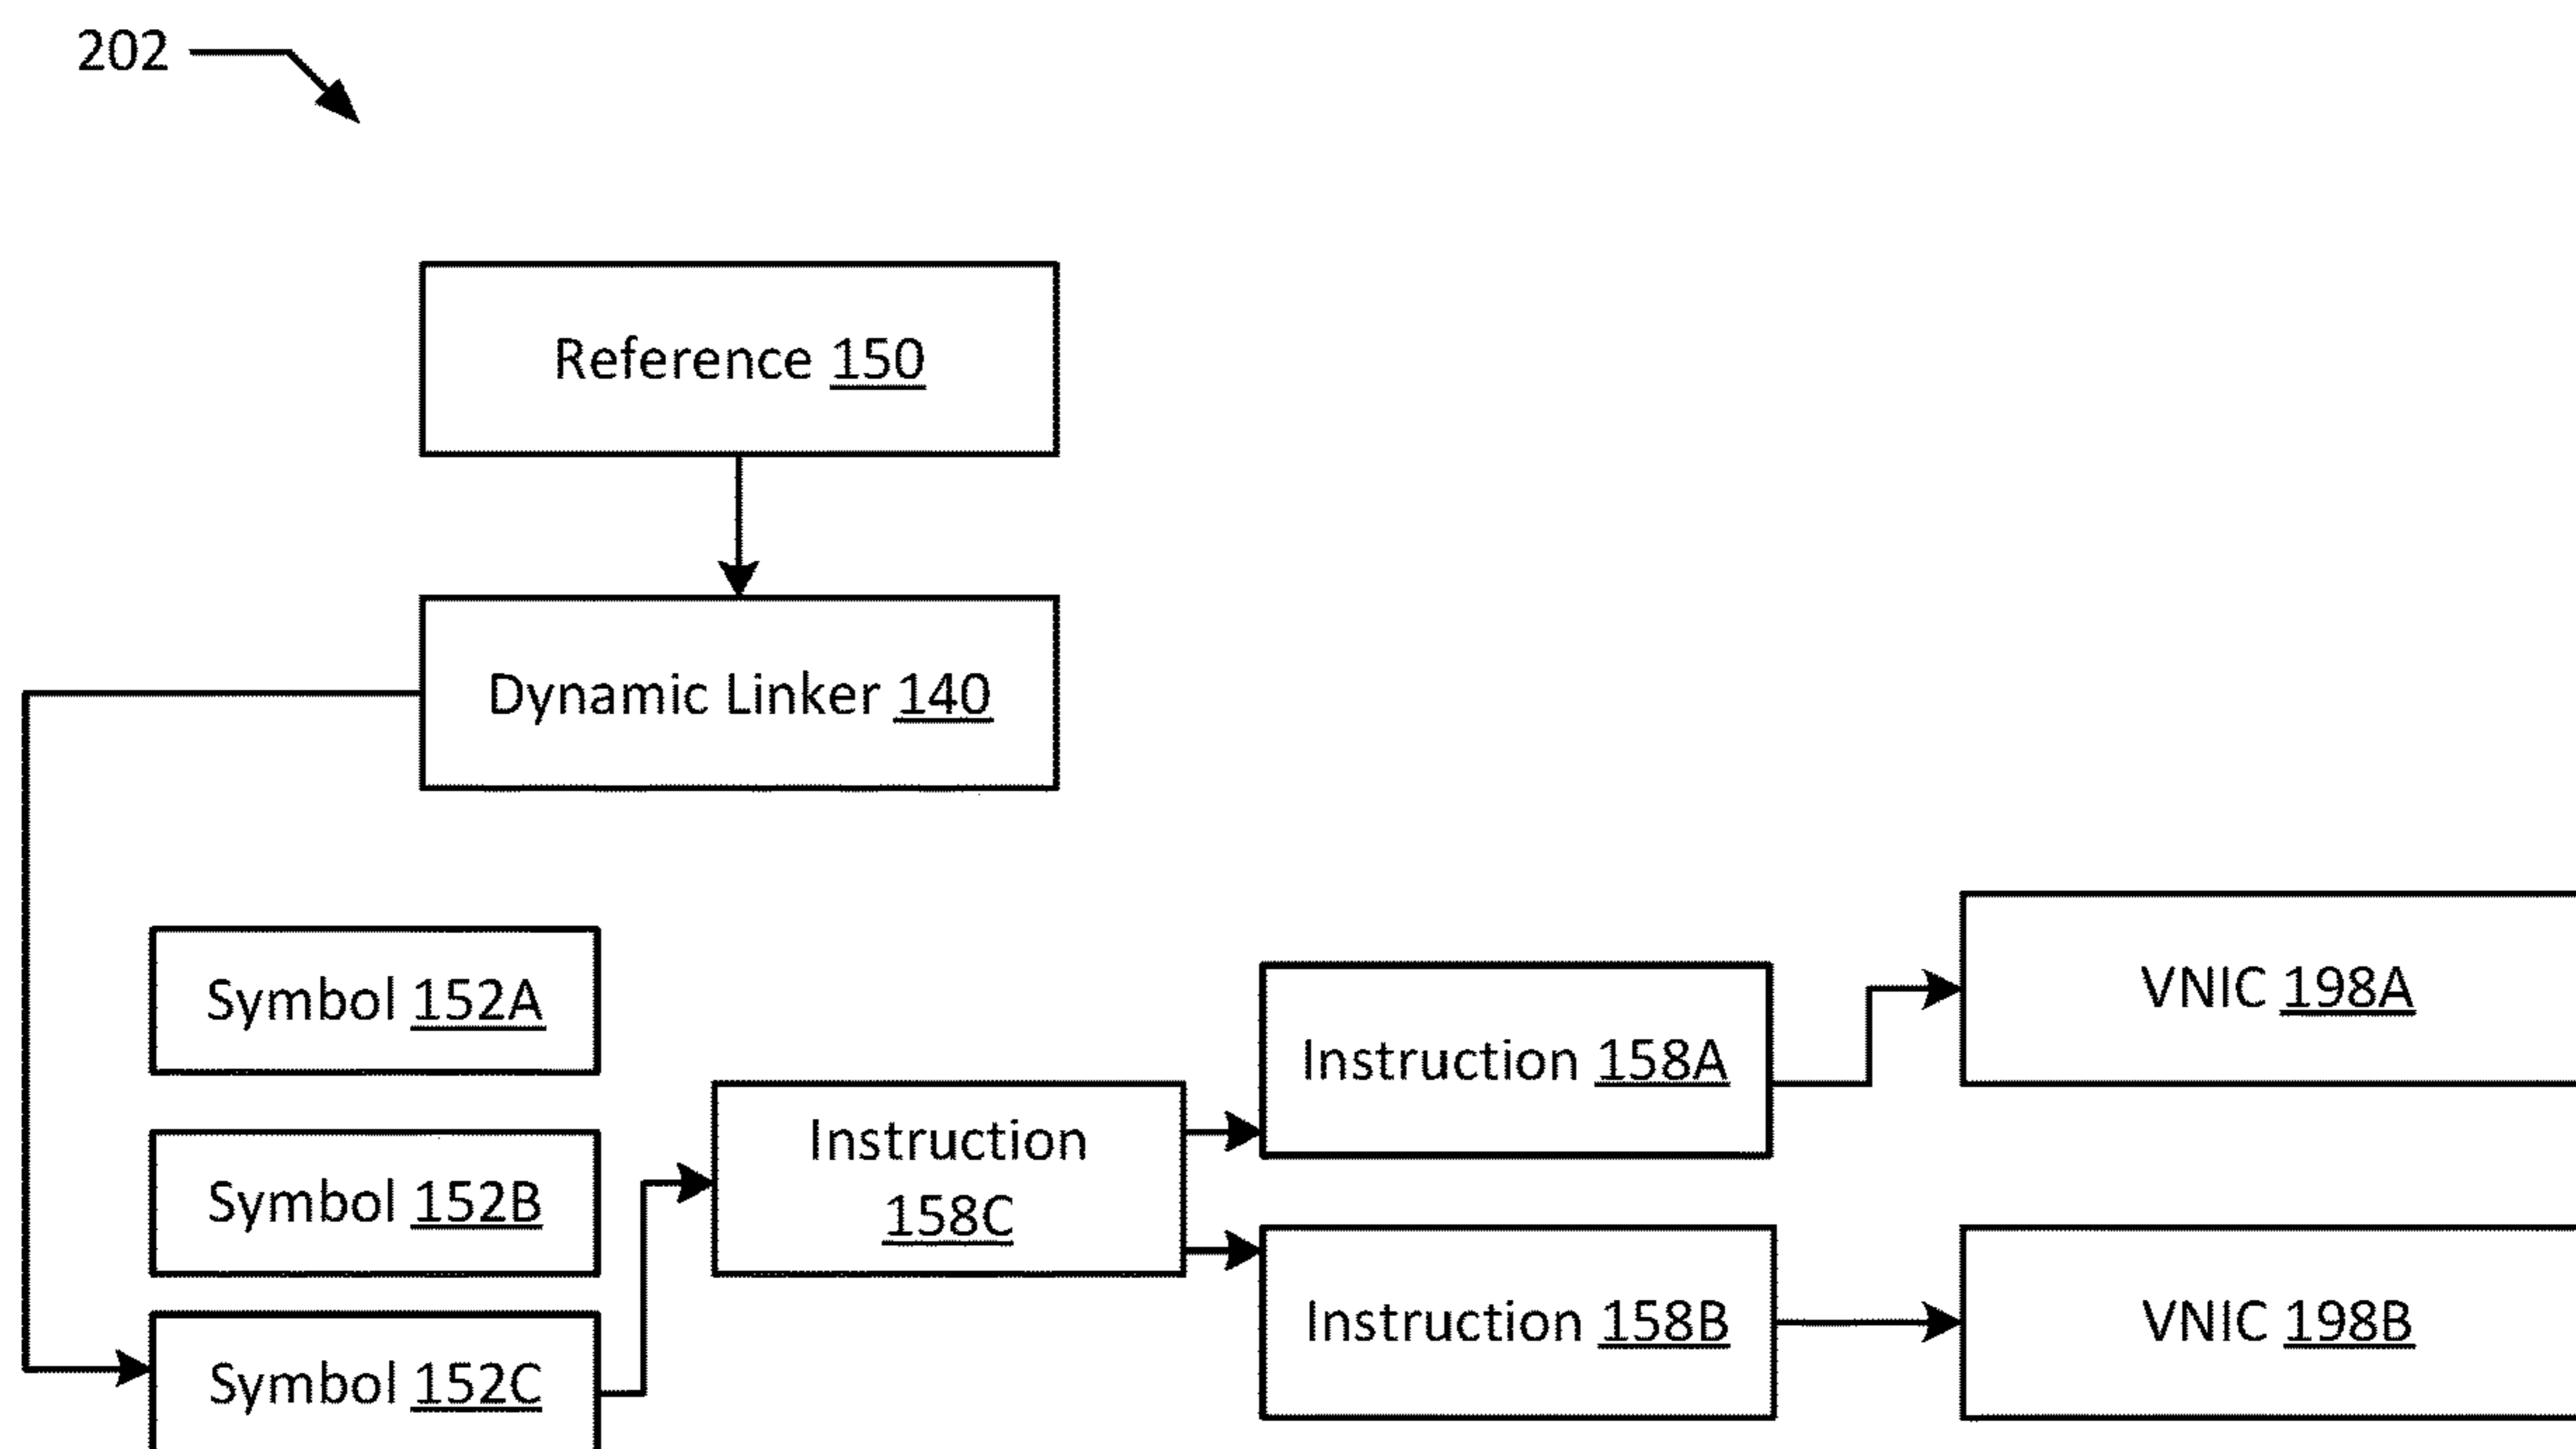 202
Reference 150
Dynamic Linker 140
Symbol 152A
Symbol 152B
Symbol 152C
Instruction
158C
Instruction 158A
Instruction 158B
VNIC 198A
VNIC 198B